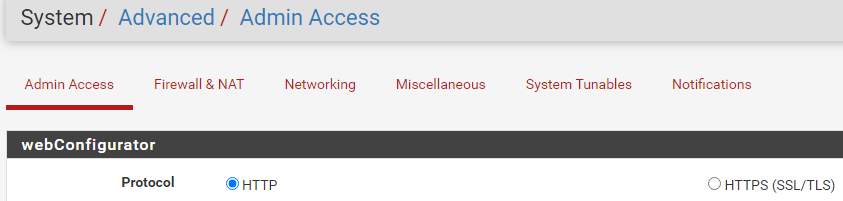 System / Advanced / Admin Access
Admin Access Firewall & NAT Networking Miscellaneous System Tunables Notifications
webConfigurator
Protocol HTTP HTTPS (SSL/TLS)